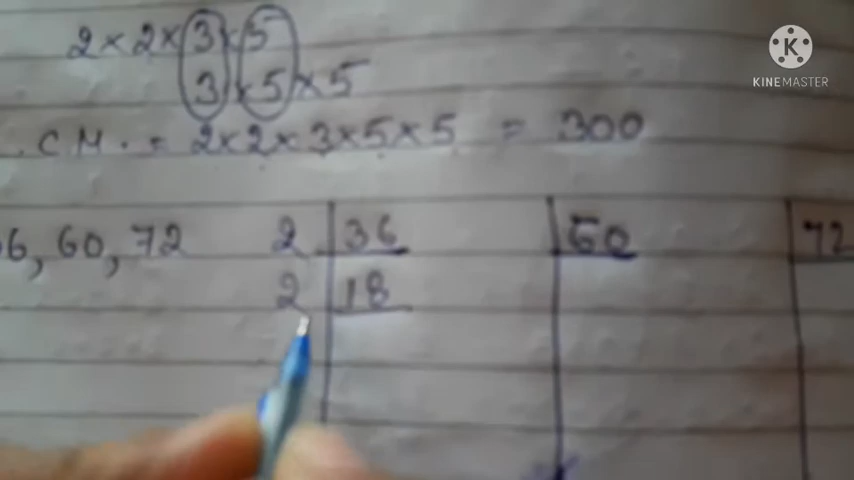 2×2×3×5
3×5×5
K
KINEMASTER
.C M. = 2×2×3×5×5 = 300
6, 60, 72
2 36
2 18
60
72